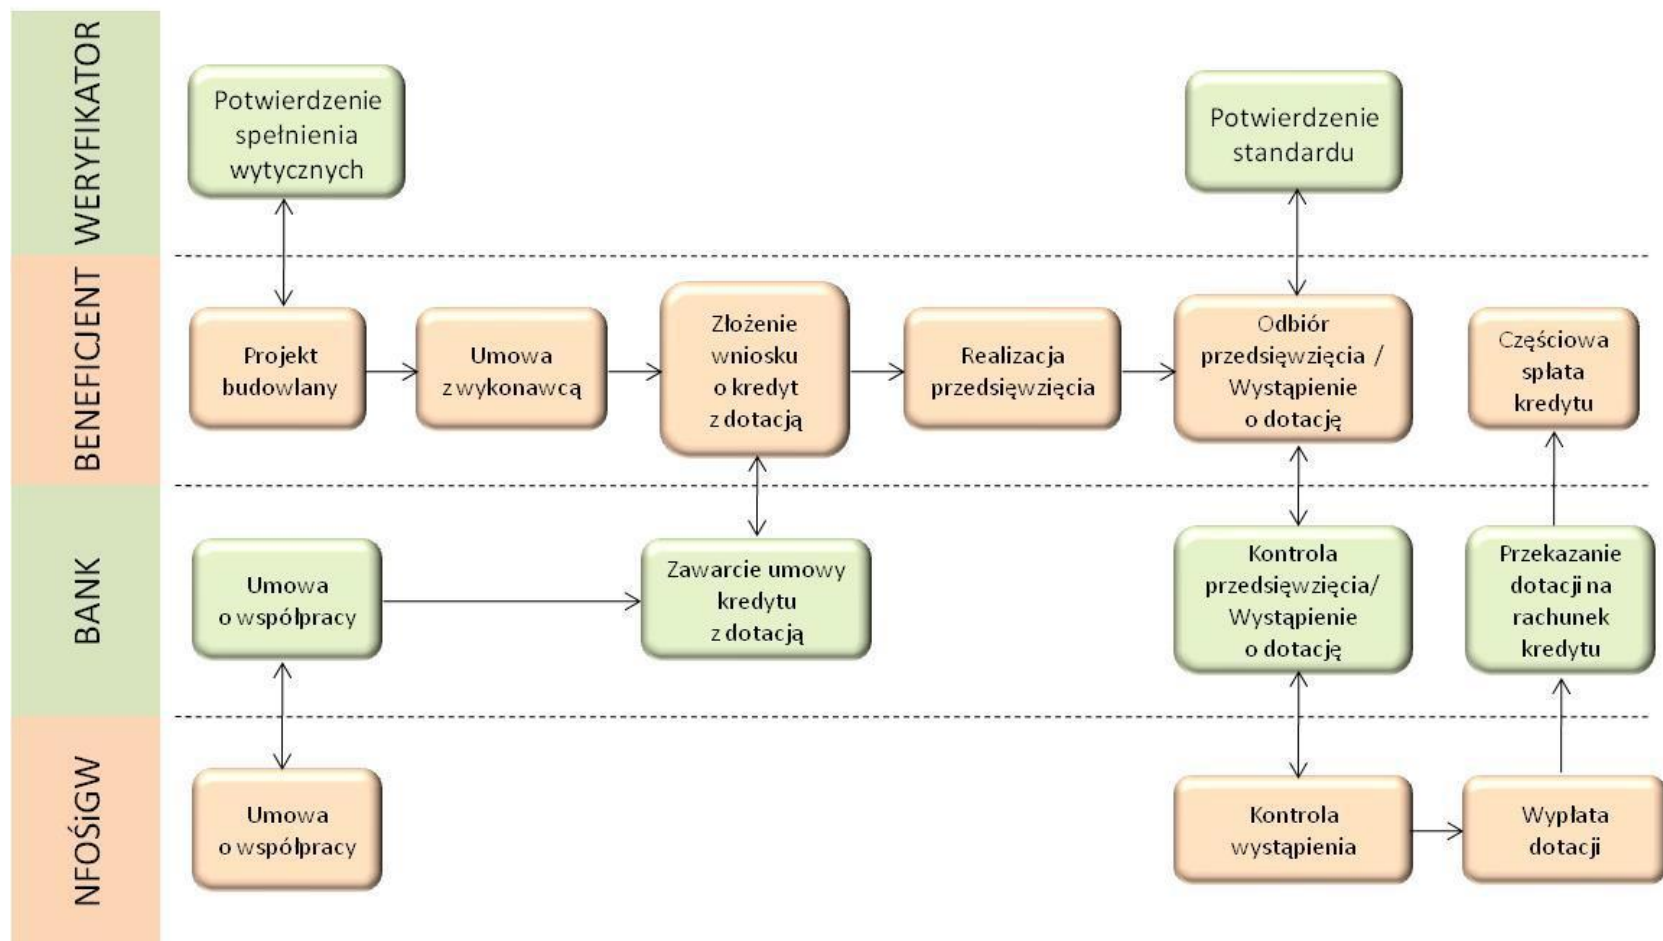 WERYFIKATOR
Potwierdzenie
spełnienia
wytycznych
Potwierdzenie
standardu
BENEFICJENT
Projekt
budowlany
Umowa
z wykonawcą
Złożenie
wniosku
o kredyt
z dotacją
Realizacja
przedsięwzięcia
Odbiór
przedsięwzięcia /
Wystąpienie
o dotację
Częściowa
spłata
kredytu
BANK
Umowa
o współpracy
Zawarcie umowy
kredytu
z dotacją
Kontrola
przedsięwzięcia/
Wystąpienie
o dotację
Przekazanie
dotacji na
rachunek
kredytu
NFOŚiGW
Umowa
o współpracy
Kontrola
wystąpienia
Wypłata
dotacji